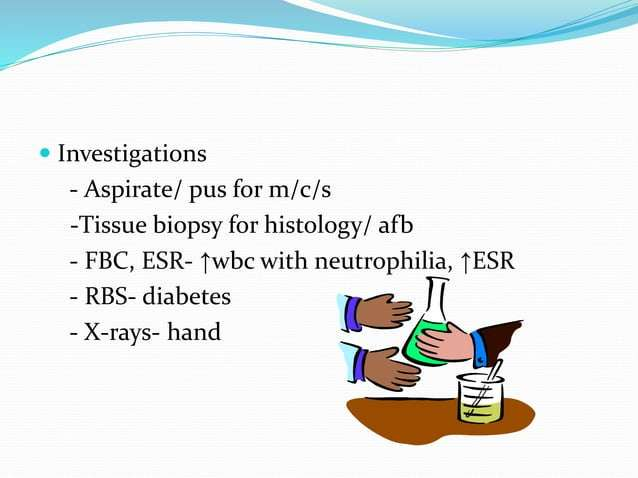 • Investigations
- Aspirate/ pus for m/c/s
-Tissue biopsy for histology/ afb
- FBC, ESR- ↑wbc with neutrophilia, ↑ESR
- RBS- diabetes
- X-rays- hand